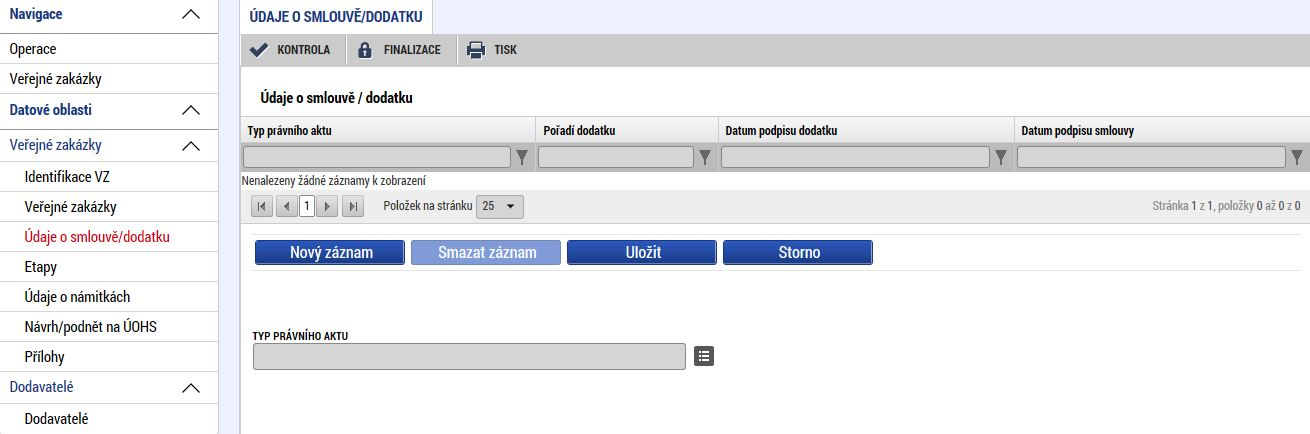 Navigace
Operace
Veřejné zakázky
Datové oblasti
Veřejné zakázky
Identifikace VZ
Veřejné zakázky
Údaje o smlouvě/dodatku
Etapy
Údaje o námitkách
Návrh/podnět na ÚOHS
Přílohy
Dodavatelé
Dodavatelé
ÚDAJE O SMLOUVĚ/DODATKU
KONTROLA FINALIZACE TISK
Údaje o smlouvě / dodatku
Typ právního aktu Pořadí dodatku Datum podpisu dodatku Datum podpisu smlouvy
Nenalezeny žádné záznamy k zobrazení
1 Položek na stránku 25 Stránka 1 z 1, položky 0 až 0 z 0
Nový záznam Smazat záznam Uložit Storno
TYP PRÁVNÍHO AKTU